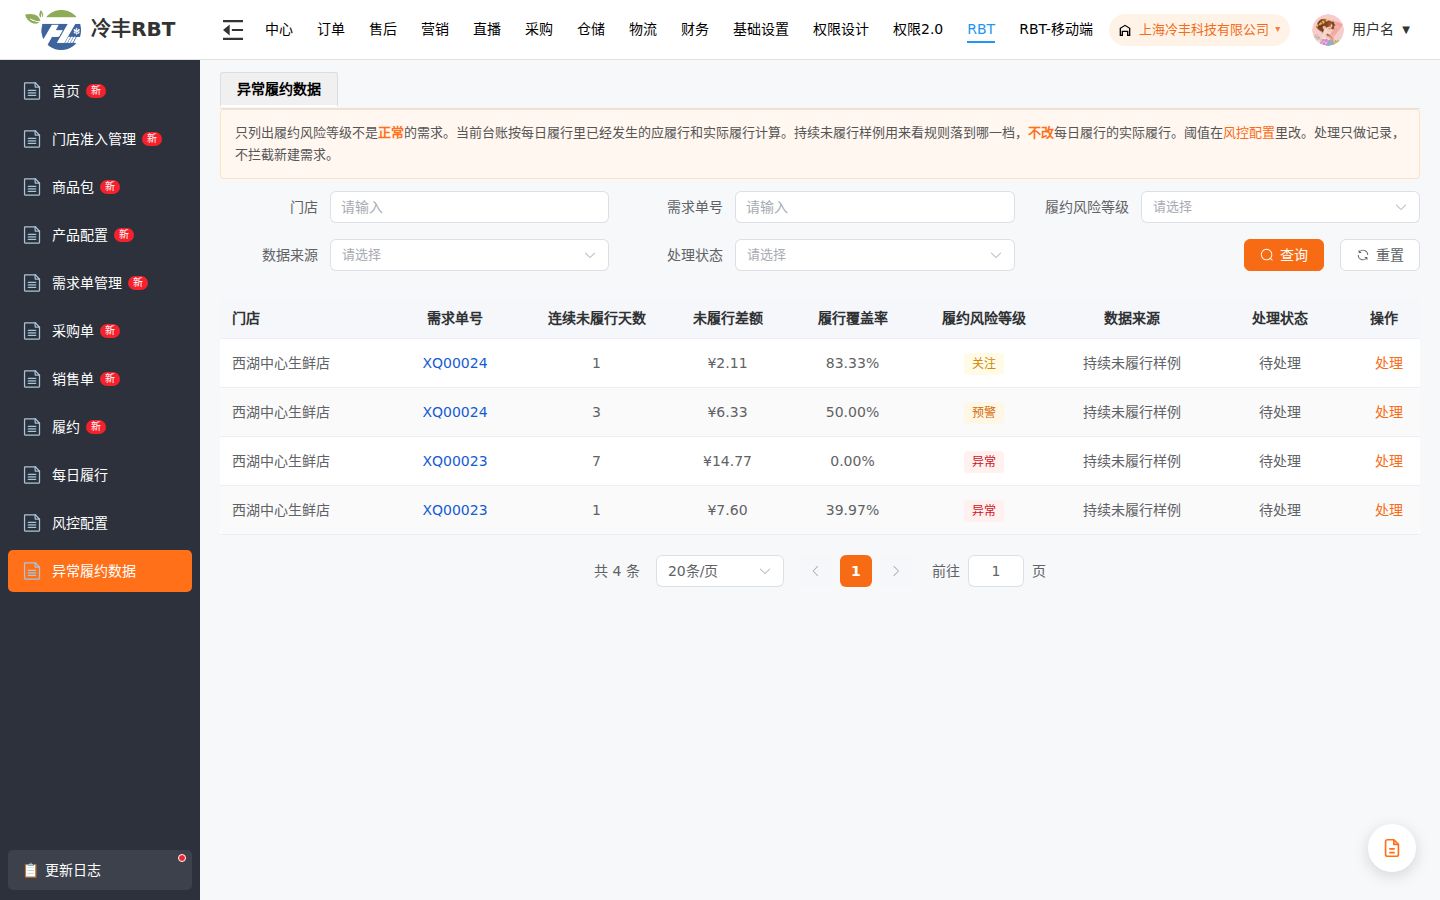 冷丰RBT
中心 订单 售后 营销 直播 采购 仓储 物流 财务 基础设置 权限设计 权限2.0 RBT RBT-移动端 上海冷丰科技有限公司 ▾ 用户名 ▼
首页 新
门店准入管理 新
商品包 新
产品配置 新
需求单管理 新
采购单 新
销售单 新
履约 新
每日履行
风控配置
异常履约数据
更新日志
异常履约数据
只列出履约风险等级不是正常的需求。当前台账按每日履行里已经发生的应履行和实际履行计算。持续未履行样例用来看规则落到哪一档，不改每日履行的实际履行。阈值在风控配置里改。处理只做记录，
不拦截新建需求。
门店 请输入 需求单号 请输入 履约风险等级 请选择
数据来源 请选择 处理状态 请选择 查询 重置
门店 需求单号 连续未履行天数 未履行差额 履行覆盖率 履约风险等级 数据来源 处理状态 操作
西湖中心生鲜店 XQ00024 1 ¥2.11 83.33% 关注 持续未履行样例 待处理 处理
西湖中心生鲜店 XQ00024 3 ¥6.33 50.00% 预警 持续未履行样例 待处理 处理
西湖中心生鲜店 XQ00023 7 ¥14.77 0.00% 异常 持续未履行样例 待处理 处理
西湖中心生鲜店 XQ00023 1 ¥7.60 39.97% 异常 持续未履行样例 待处理 处理
共 4 条 20条/页 1 前往 1 页